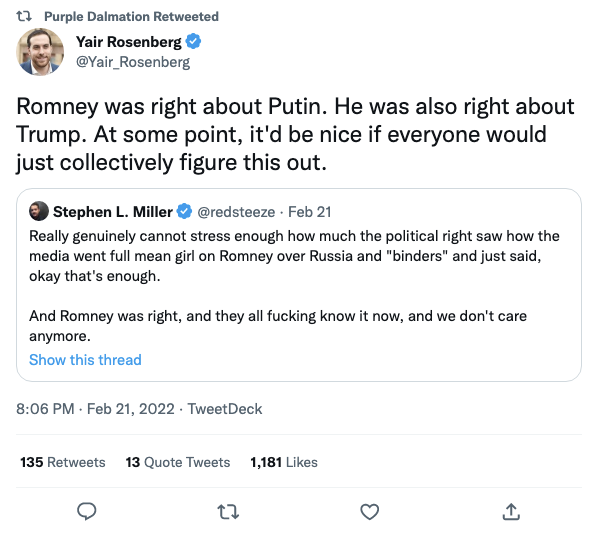 Purple Dalmation Retweeted
Yair Rosenberg
@Yair_Rosenberg
Romney was right about Putin. He was also right about
Trump. At some point, it'd be nice if everyone would
just collectively figure this out.
Stephen L. Miller @redsteeze · Feb 21
Really genuinely cannot stress enough how much the political right saw how the
media went full mean girl on Romney over Russia and "binders" and just said,
okay that's enough.
And Romney was right, and they all fucking know it now, and we don't care
anymore.
Show this thread
8:06 PM · Feb 21, 2022 · TweetDeck
135 Retweets 13 Quote Tweets 1,181 Likes